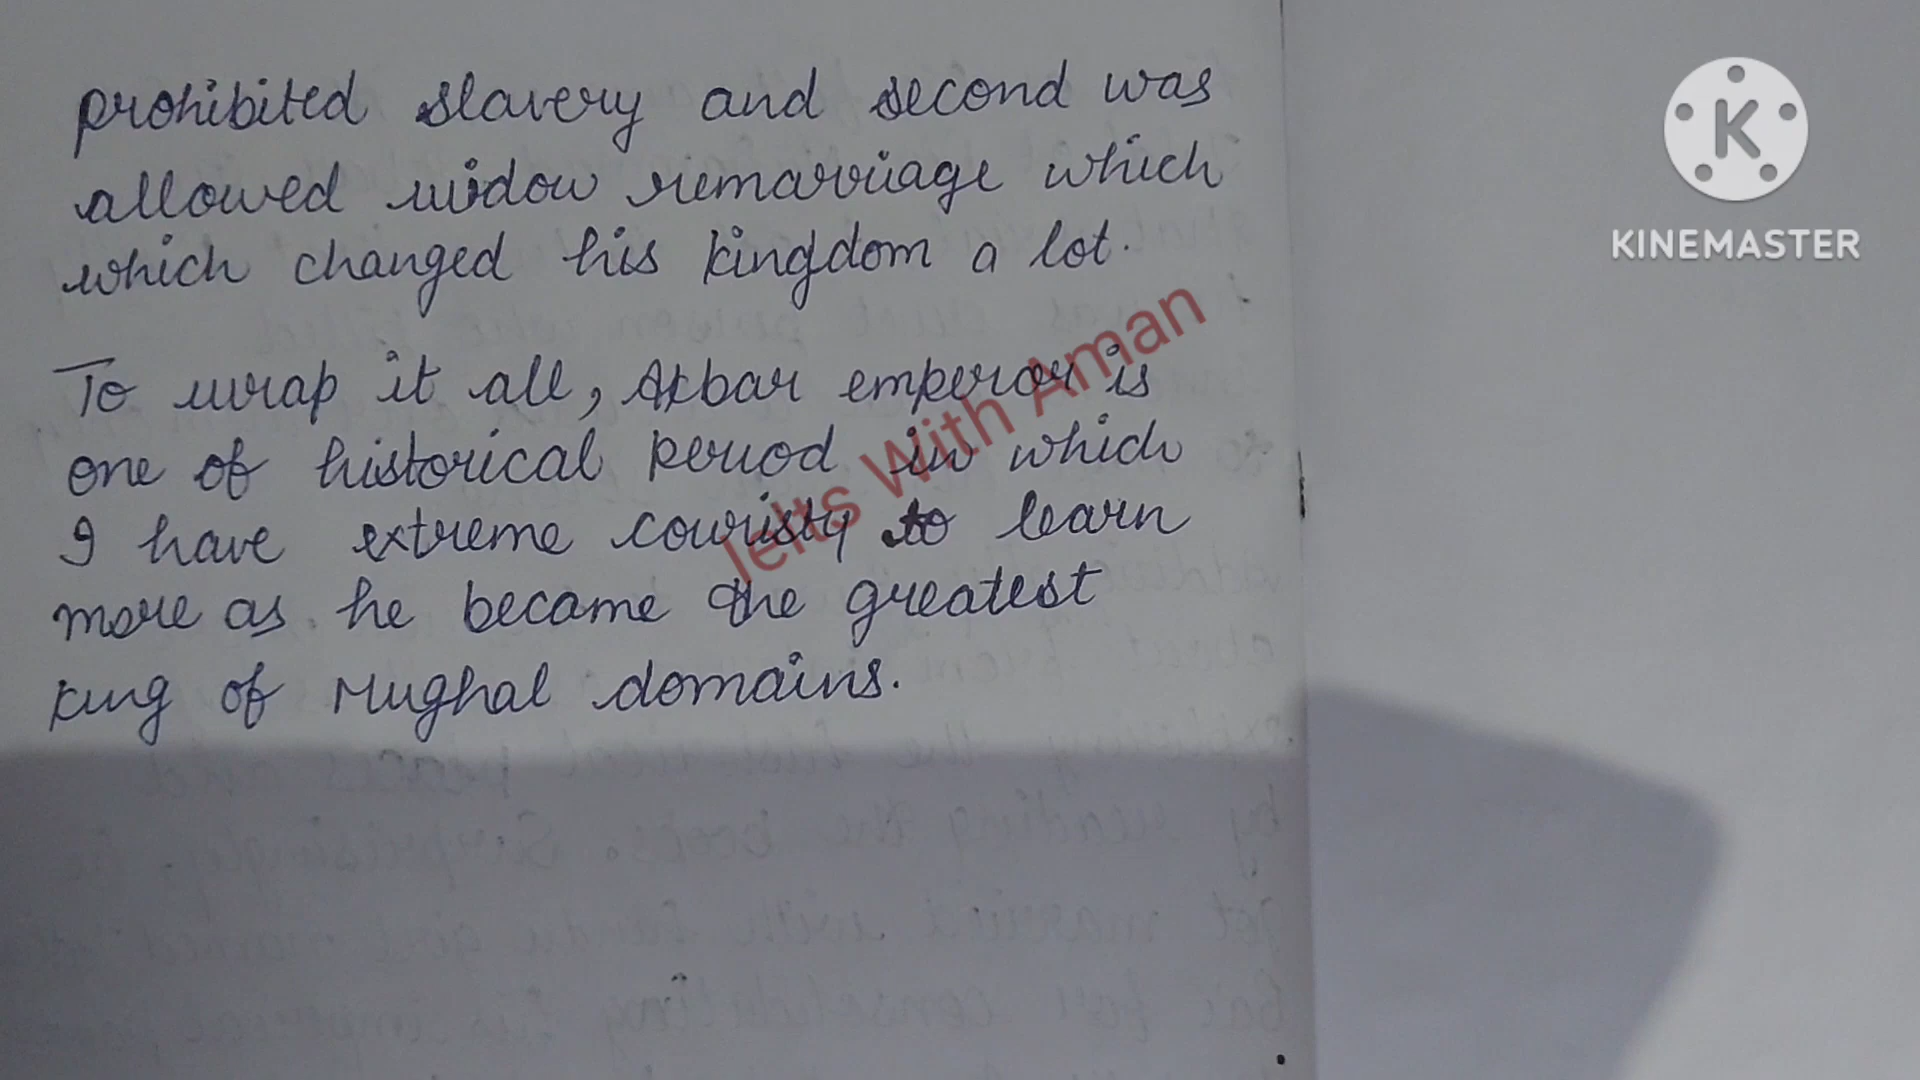 prohibited slavery and second was
allowed widow remarriage which
which changed his kingdom a lot.
To wrap it all, Akbar emperor is
one of historical period in which
I have extreme couristy to learn
more as he became the greatest
king of Mughal domains.
Ielts With Aman
K
KINEMASTER